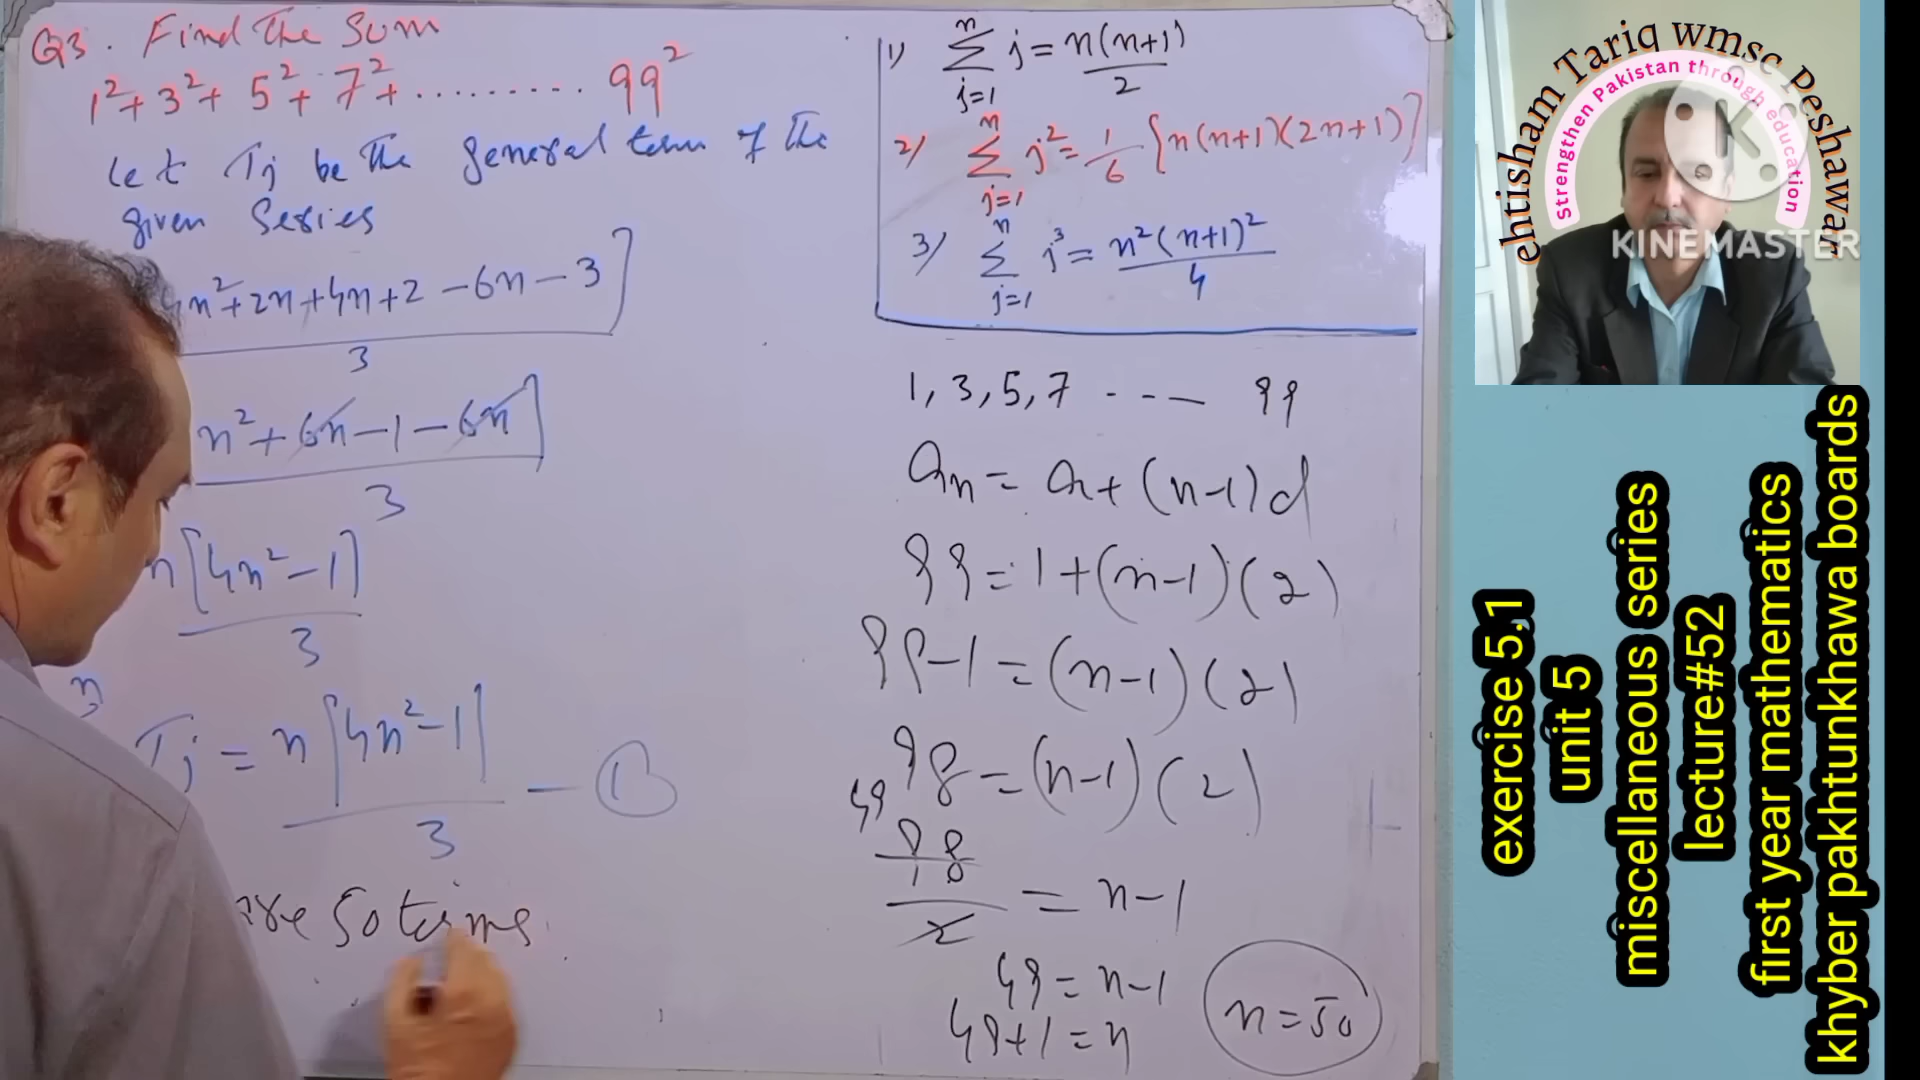 Q3. Find The Sum
1²+ 3²+ 5²+ 7²+ .......... 99²
Let Tj be The general term of The
given Series
4n²+2n+4n+2 -6n -3]
3
n²+ 6n -1 - 6n]
3
n[4n²-1]
3
n
Tj = n[4n²-1] — B
3
are 50 terms
1) n∑j=1 j = n(n+1)/2
2) n∑j=1 j² = 1/6 {n(n+1)(2n+1)}
3) n∑j=1 j³ = n²(n+1)²/4
1, 3, 5, 7 - - — 99
an = a+ (n-1)d
99 = 1+(n-1)(2)
99-1 = (n-1)(2)
98 = (n-1)(2)
49
98/2 = n-1
49 = n-1
49+1 = n
n = 50
ehtisham Tariq wmsc Peshawar
Strengthen Pakistan through education
KINEMASTER
exercise 5.1
unit 5
miscellaneous series
lecture#52
first year mathematics
khyber pakhtunkhawa boards